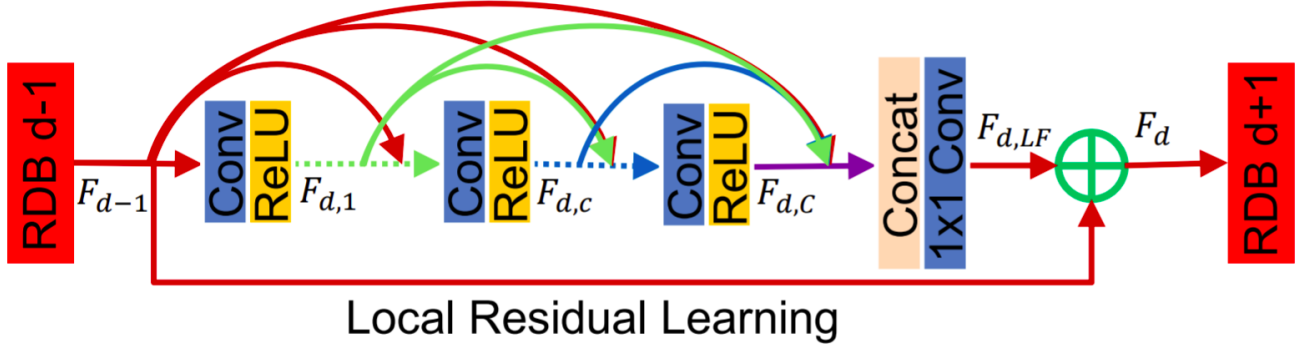 RDB d-1
F_{d-1}
Conv
ReLU
F_{d,1}
Conv
ReLU
F_{d,c}
Conv
ReLU
F_{d,C}
Concat
1x1 Conv
F_{d,LF}
F_d
RDB d+1
Local Residual Learning